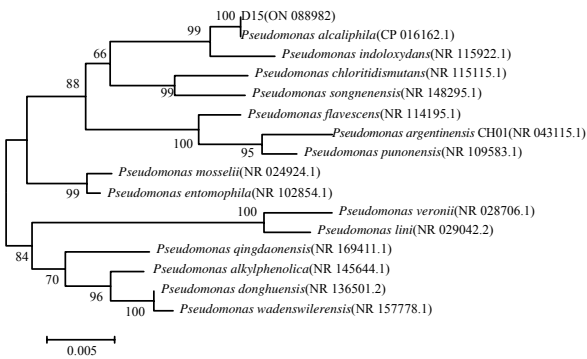 100 D15(ON 088982)
99 Pseudomonas alcaliphila(CP 016162.1)
66 Pseudomonas indoloxydans(NR 115922.1)
Pseudomonas chloritidismutans(NR 115115.1)
88 99 Pseudomonas songnenensis(NR 148295.1)
Pseudomonas flavescens(NR 114195.1)
100 Pseudomonas argentinensis CH01(NR 043115.1)
95 Pseudomonas punonensis(NR 109583.1)
Pseudomonas mosselii(NR 024924.1)
99 Pseudomonas entomophila(NR 102854.1)
100 Pseudomonas veronii(NR 028706.1)
Pseudomonas lini(NR 029042.2)
84 Pseudomonas qingdaonensis(NR 169411.1)
70 Pseudomonas alkylphenolica(NR 145644.1)
96 Pseudomonas donghuensis(NR 136501.2)
100 Pseudomonas wadenswilerensis(NR 157778.1)
0.005